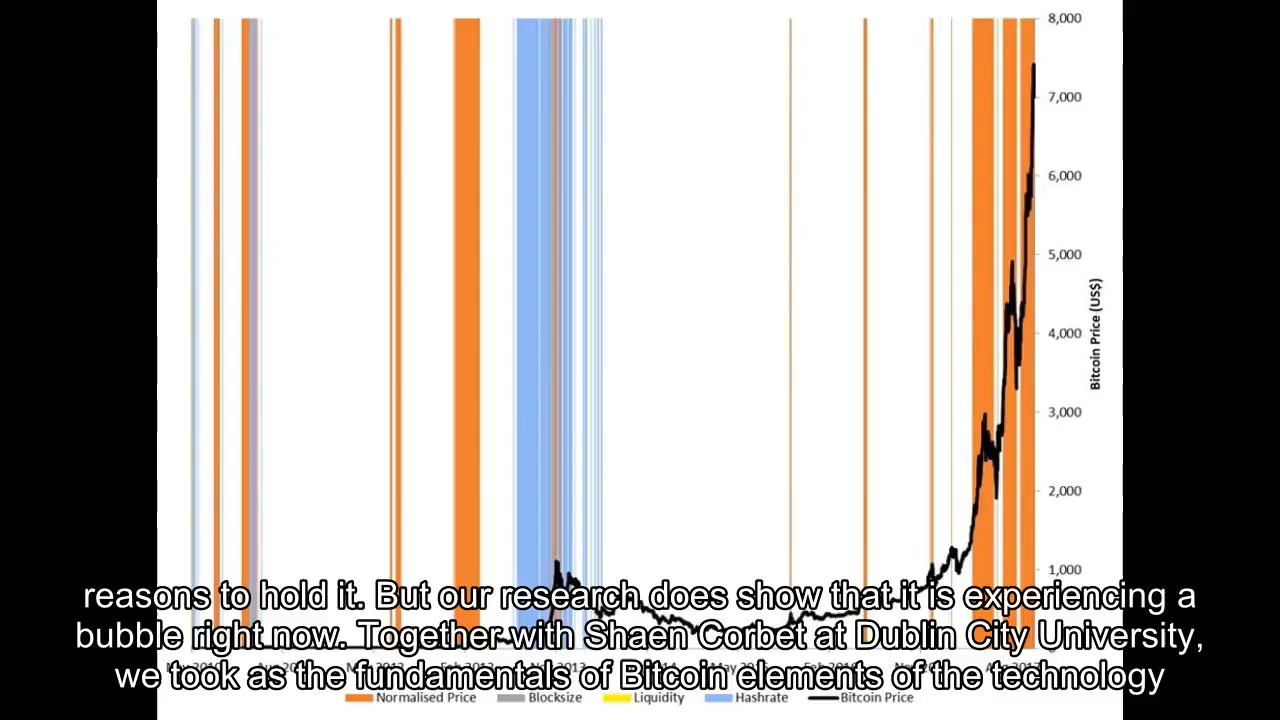 8,000
7,000
6,000
5,000
4,000
3,000
2,000
1,000
Bitcoin Price (US$)
reasons to hold it. But our research does show that it is experiencing a
bubble right now. Together with Shaen Corbet at Dublin City University,
we took as the fundamentals of Bitcoin elements of the technology
Normalised Price Blocksize Liquidity Hashrate Bitcoin Price